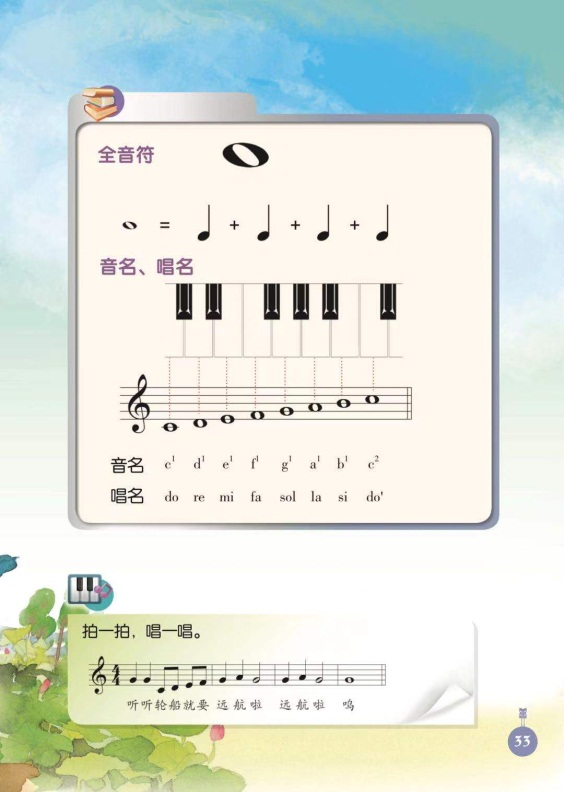 全音符
= + + +
音名、唱名
音名 c¹ d¹ e¹ f¹ g¹ a¹ b¹ c²
唱名 do re mi fa sol la si do'
拍一拍，唱一唱。
4
4
听听轮船就要 远航啦 远航啦 呜
33